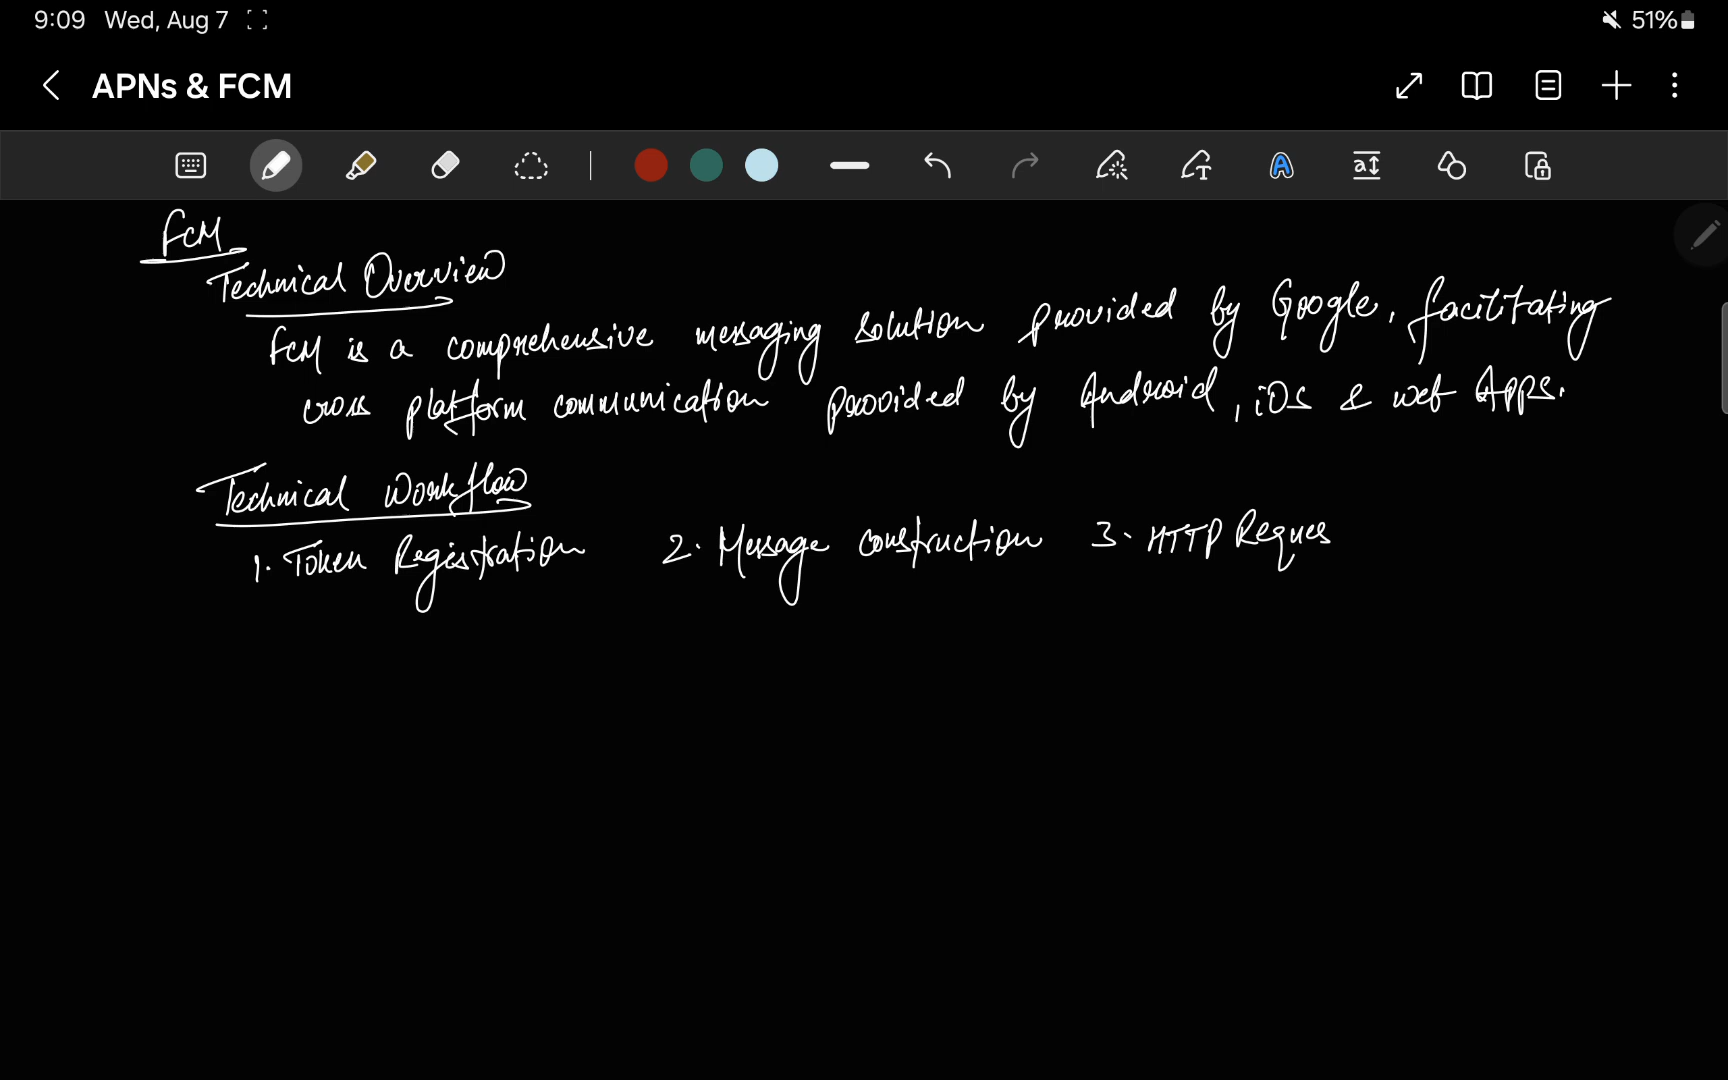 9:09 Wed, Aug 7 51%
APNs & FCM
FCM
Technical Overview
FCM is a comprehensive messaging solution provided by Google, facilitating
cross platform communication provided by Android, iOS & web Apps.
Technical Workflow
1. Token Registration 2. Message construction 3. HTTP Reques